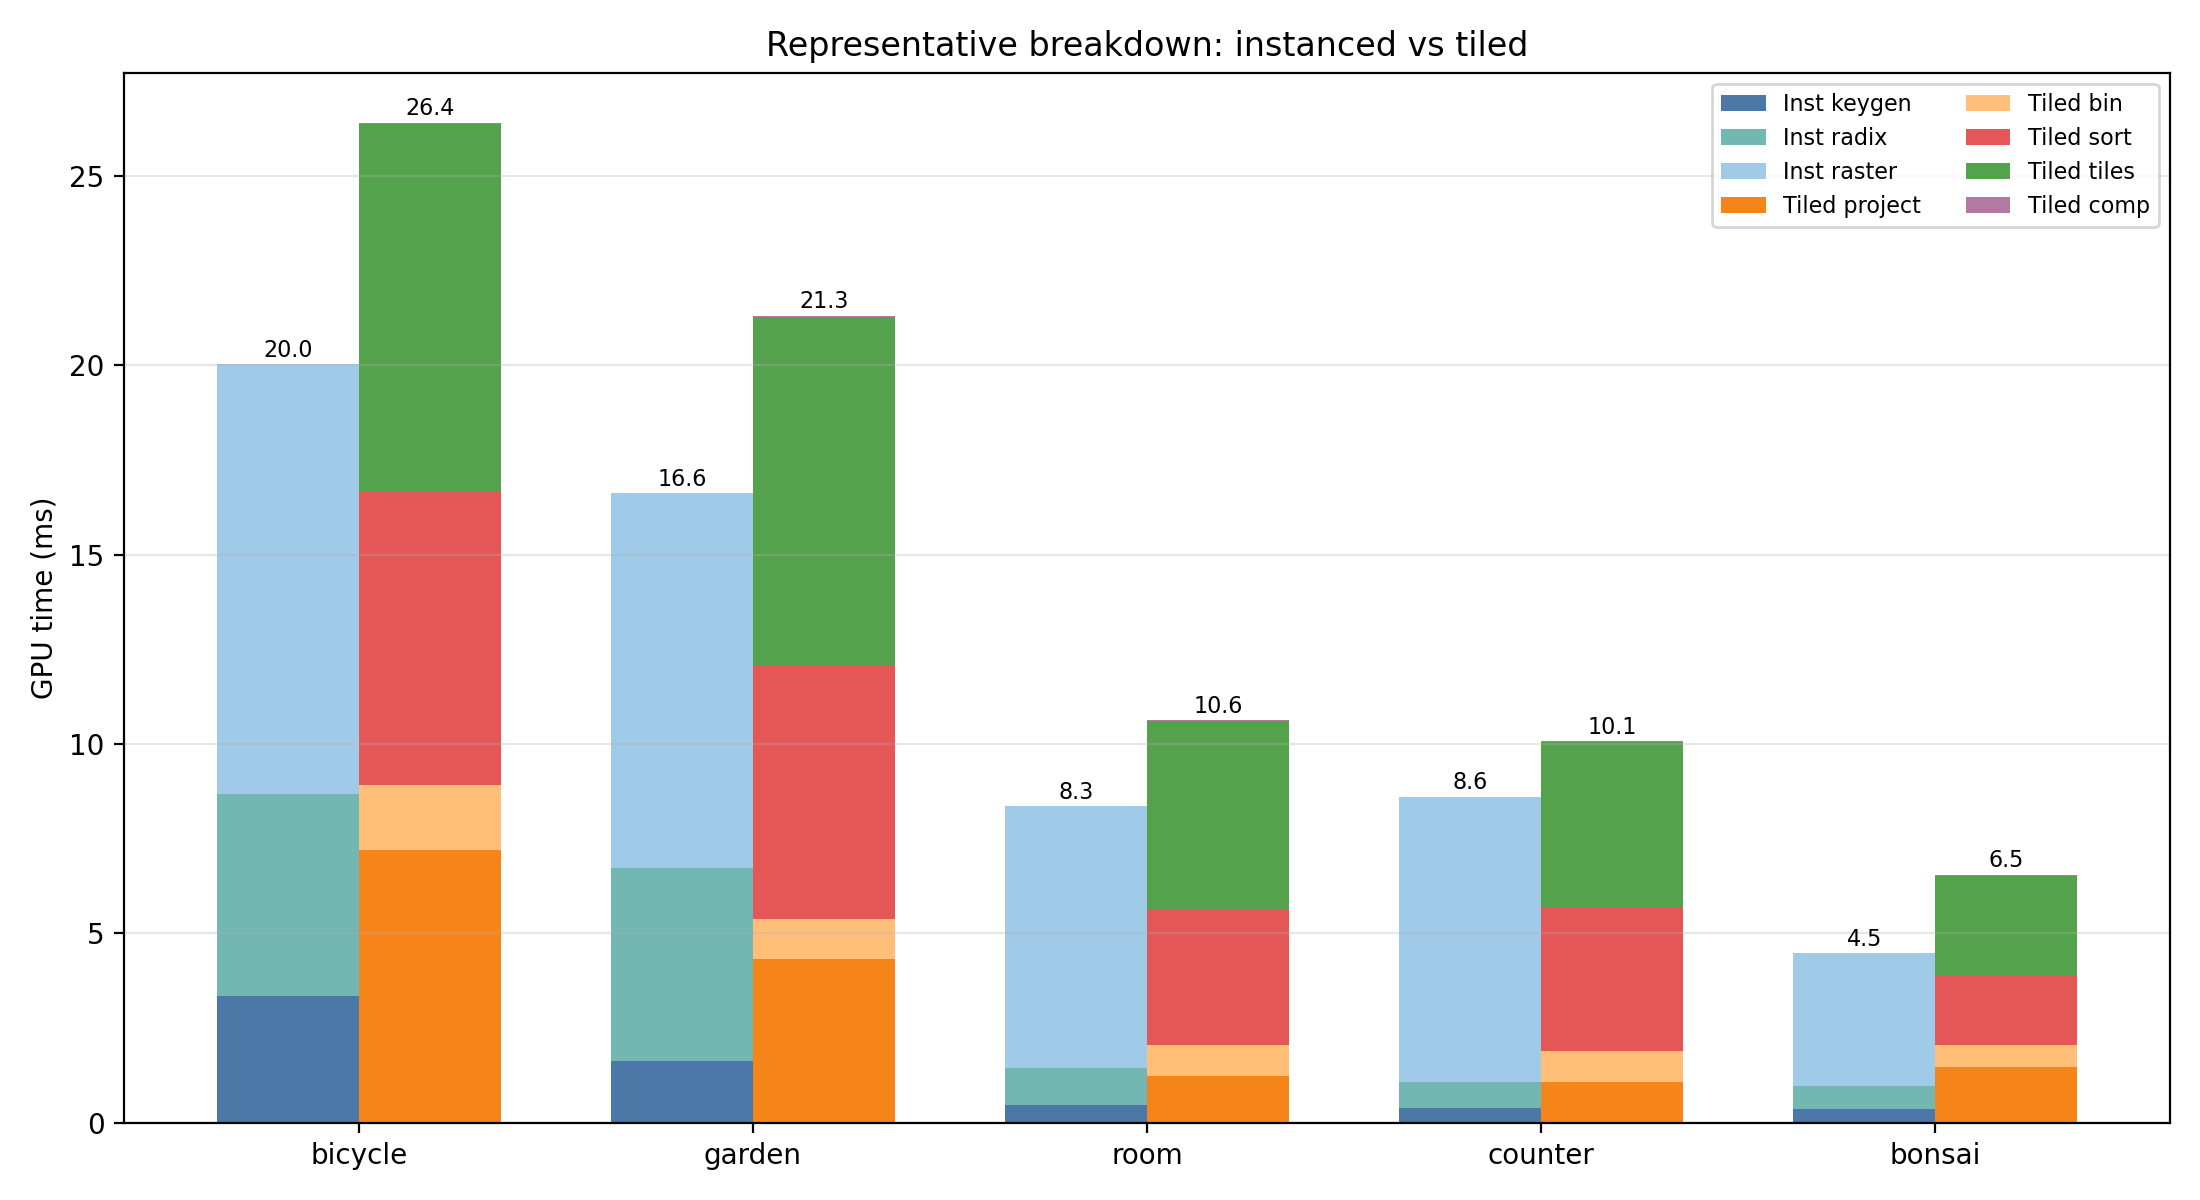 Representative breakdown: instanced vs tiled
Inst keygen
Inst radix
Inst raster
Tiled project
Tiled bin
Tiled sort
Tiled tiles
Tiled comp
GPU time (ms)
25
20
15
10
5
0
20.0
26.4
16.6
21.3
8.3
10.6
8.6
10.1
4.5
6.5
bicycle
garden
room
counter
bonsai